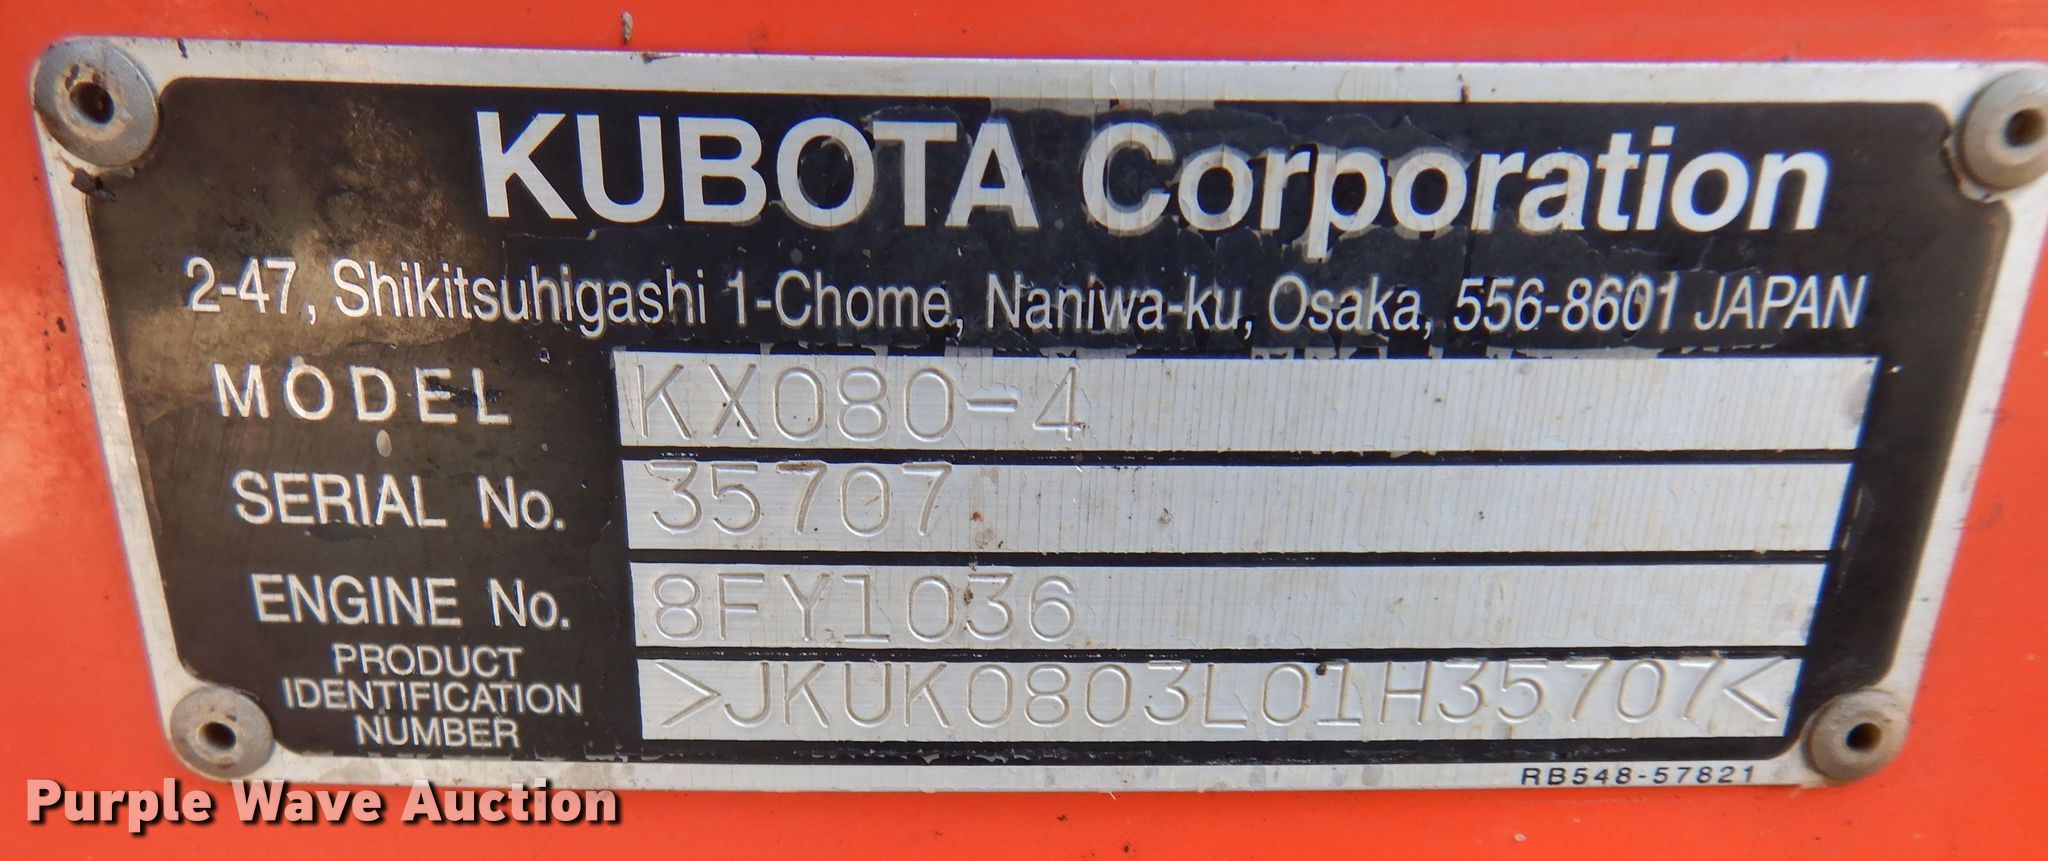 KUBOTA Corporation
2-47, Shikitsuhigashi 1-Chome, Naniwa-ku, Osaka, 556-8601 JAPAN
MODEL KX080-4
SERIAL No. 35707
ENGINE No. 8FY1036
PRODUCT
IDENTIFICATION
NUMBER
>JKUK0803L01H35707<
RB548-57821
Purple Wave Auction